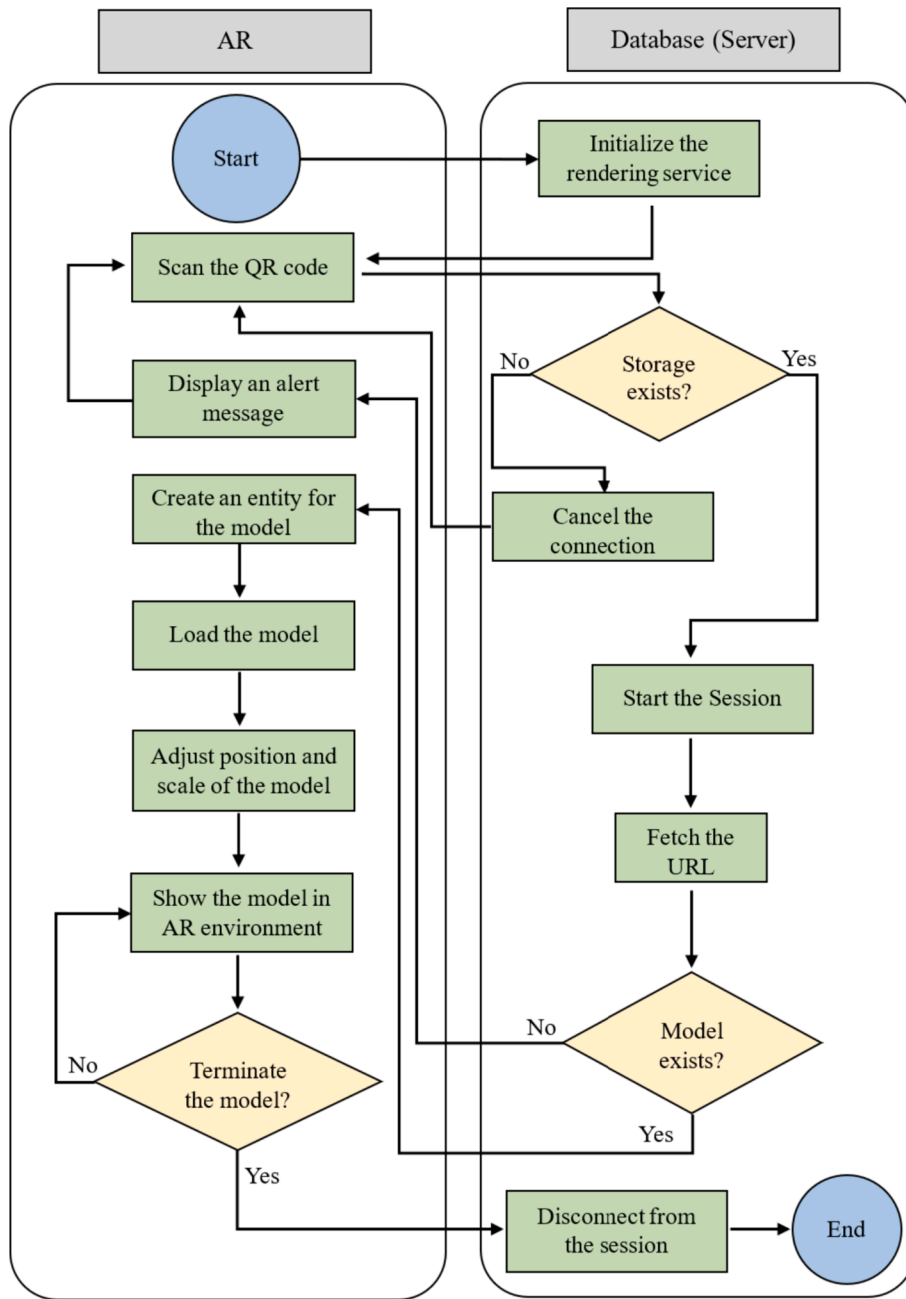 AR
Database (Server)
Start
Initialize the
rendering service
Scan the QR code
No
Storage
exists?
Yes
Display an alert
message
Create an entity for
the model
Cancel the
connection
Load the model
Start the Session
Adjust position and
scale of the model
Fetch the
URL
Show the model in
AR environment
No
Model
exists?
No
Terminate
the model?
Yes
Yes
Disconnect from
the session
End